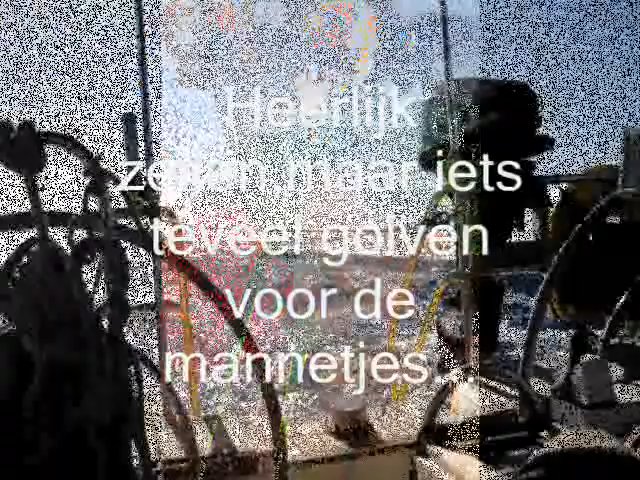 Heerlijk
zeilen,maar iets
teveel golven
voor de
mannetjes...